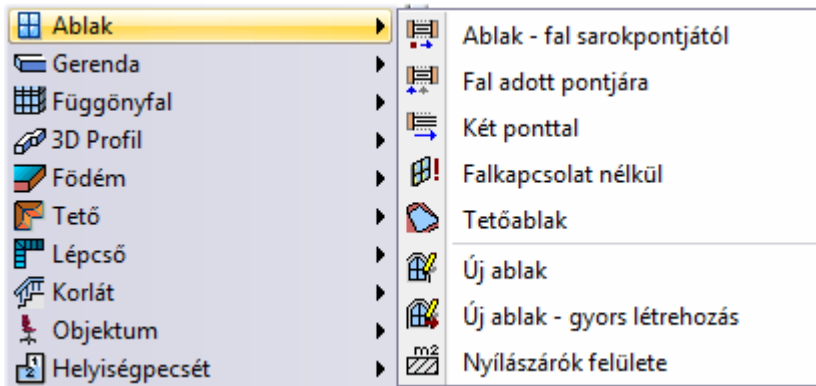 Ablak
Gerenda
Függönyfal
3D Profil
Födém
Tető
Lépcső
Korlát
Objektum
Helyiségpecsét
Ablak - fal sarokpontjától
Fal adott pontjára
Két ponttal
Falkapcsolat nélkül
Tetőablak
Új ablak
Új ablak - gyors létrehozás
m2
Nyílászárók felülete